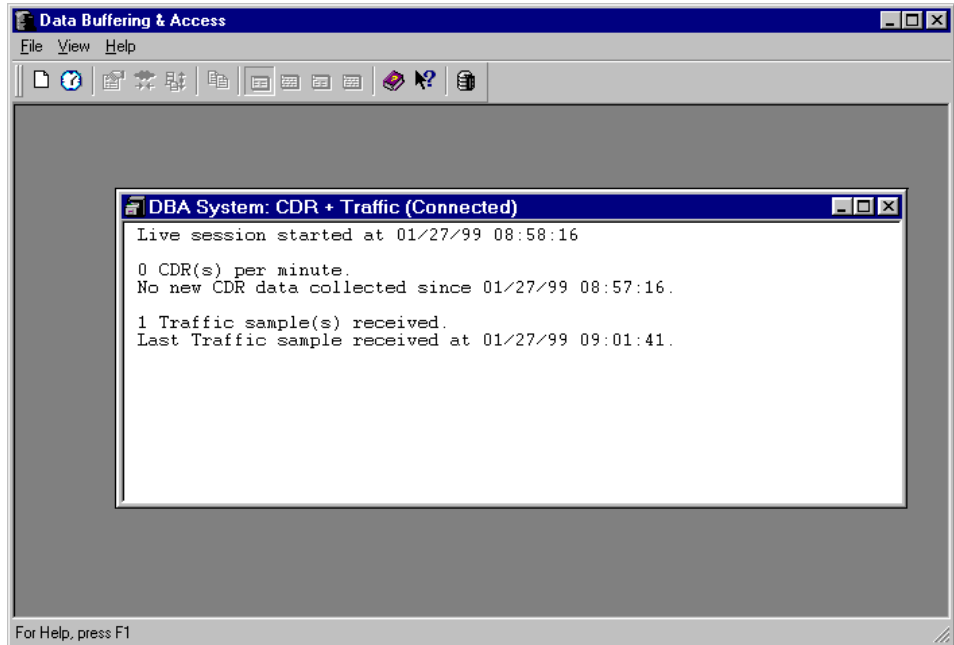 Data Buffering & Access
File View Help
DBA System: CDR + Traffic (Connected)
Live session started at 01/27/99 08:58:16
0 CDR(s) per minute.
No new CDR data collected since 01/27/99 08:57:16.
1 Traffic sample(s) received.
Last Traffic sample received at 01/27/99 09:01:41.
For Help, press F1